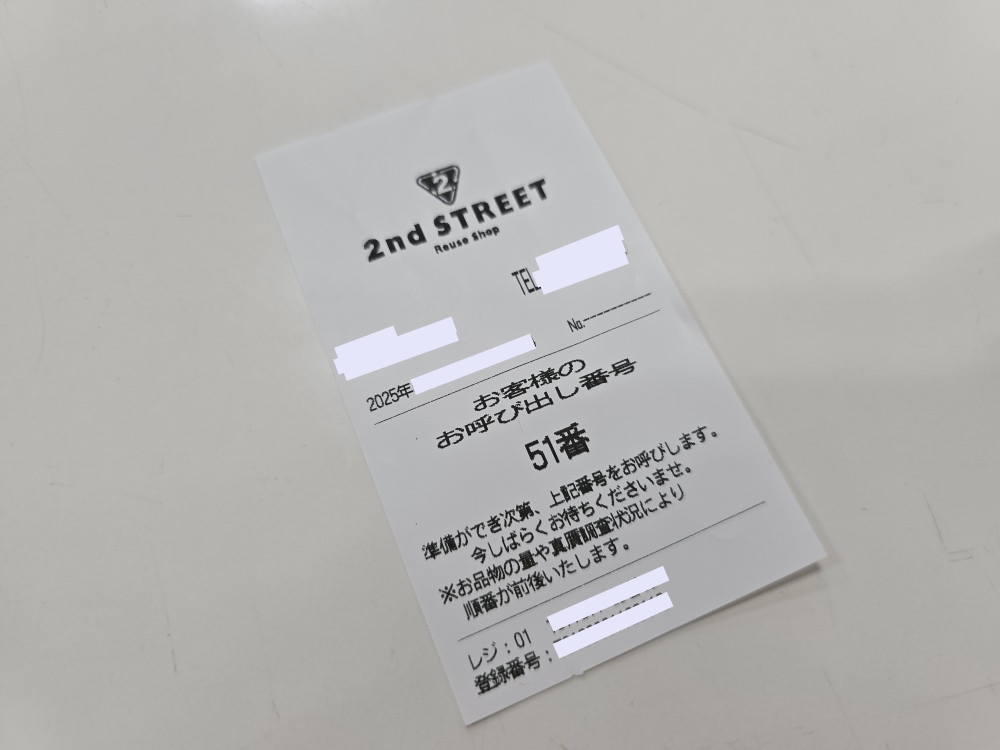 2
2nd STREET
Reuse Shop
TEL
No.----------
2025年
お客様の
お呼び出し番号
51番
準備ができ次第、上記番号をお呼びします。
今しばらくお待ちくださいませ。
※お品物の量や真贋調査状況により
順番が前後いたします。
レジ:01
登録番号: